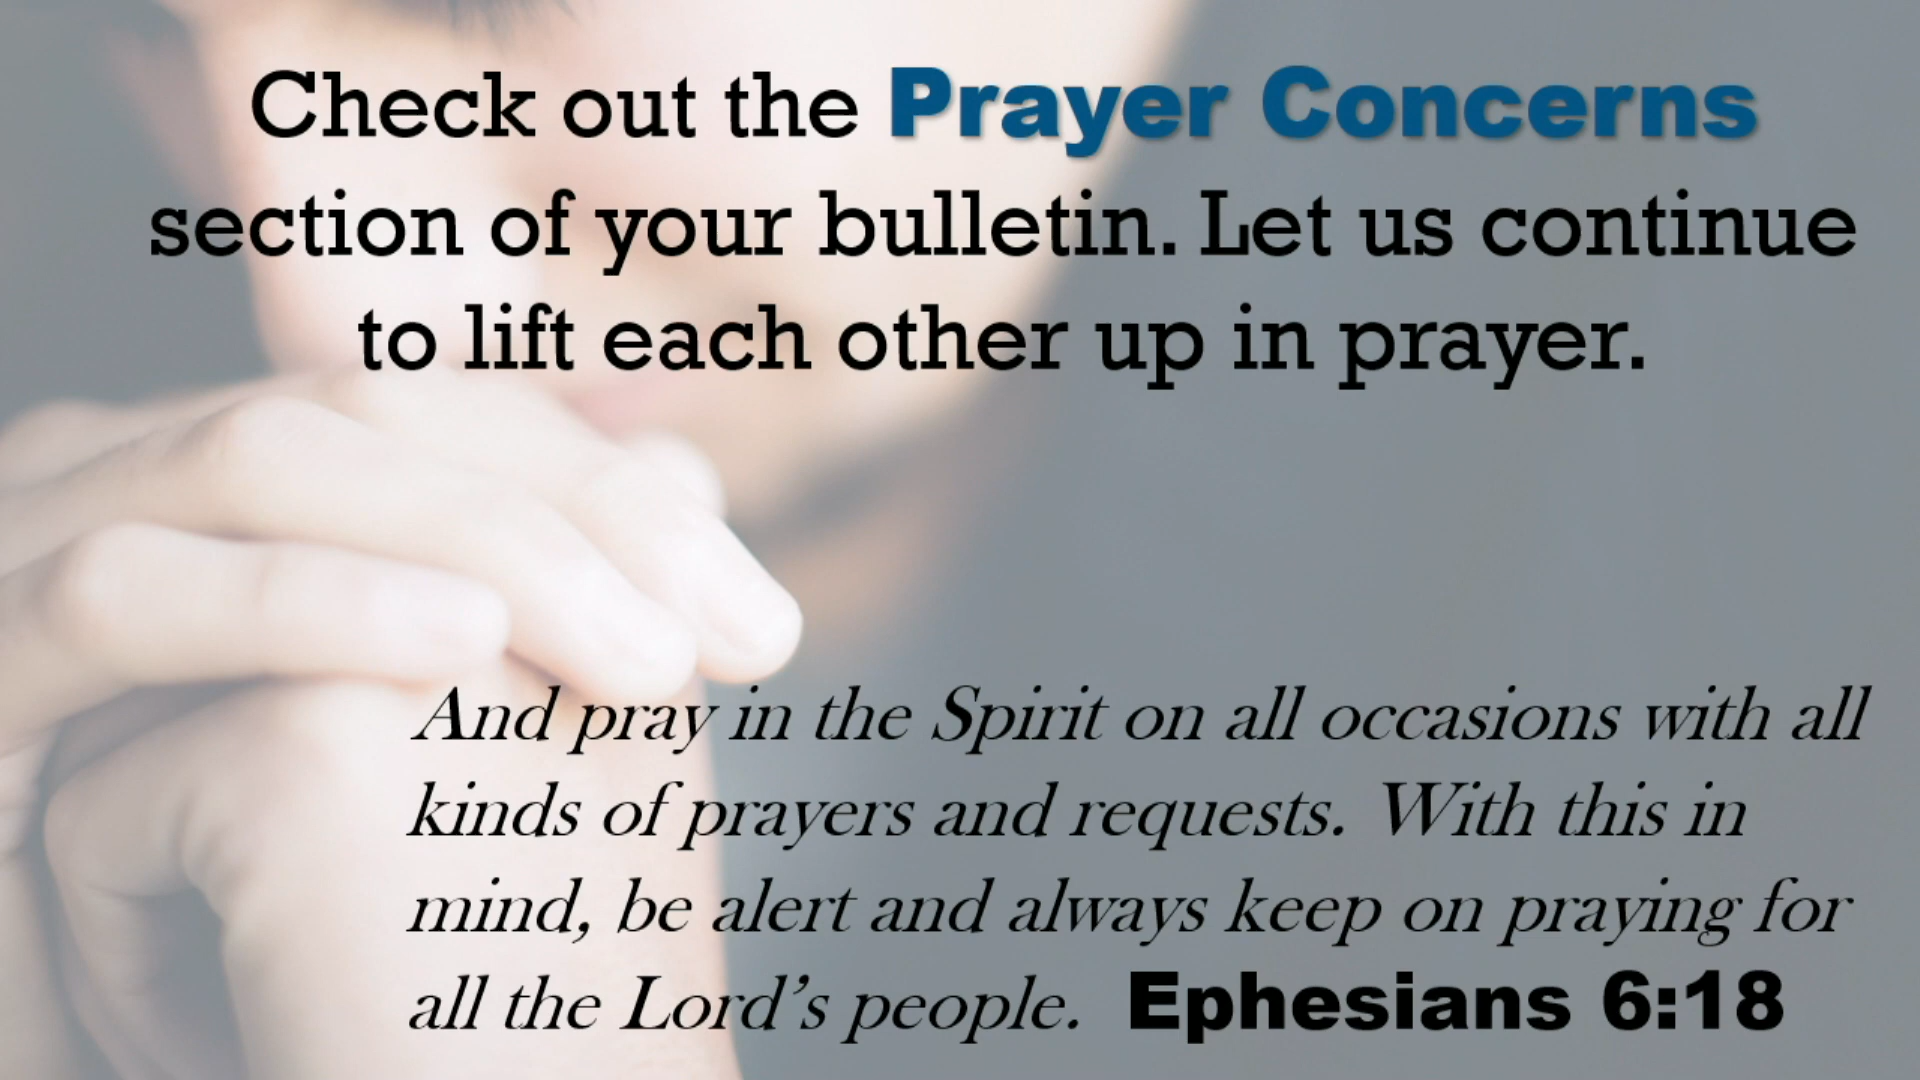 Check out the Prayer Concerns
section of your bulletin. Let us continue
to lift each other up in prayer.
And pray in the Spirit on all occasions with all
kinds of prayers and requests. With this in
mind, be alert and always keep on praying for
all the Lord’s people. Ephesians 6:18